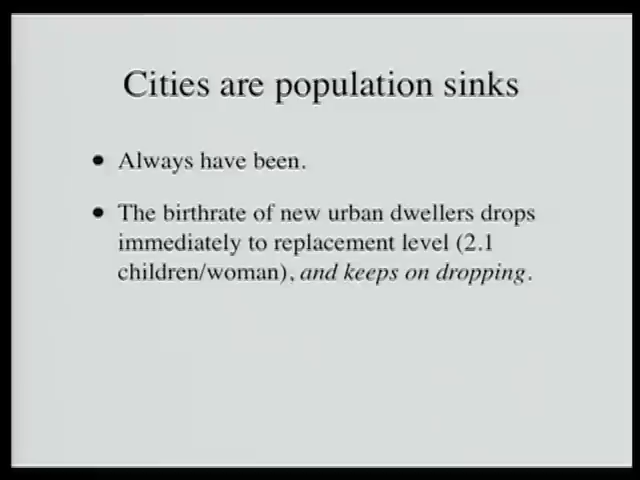 Cities are population sinks
• Always have been.
• The birthrate of new urban dwellers drops
immediately to replacement level (2.1
children/woman), and keeps on dropping.